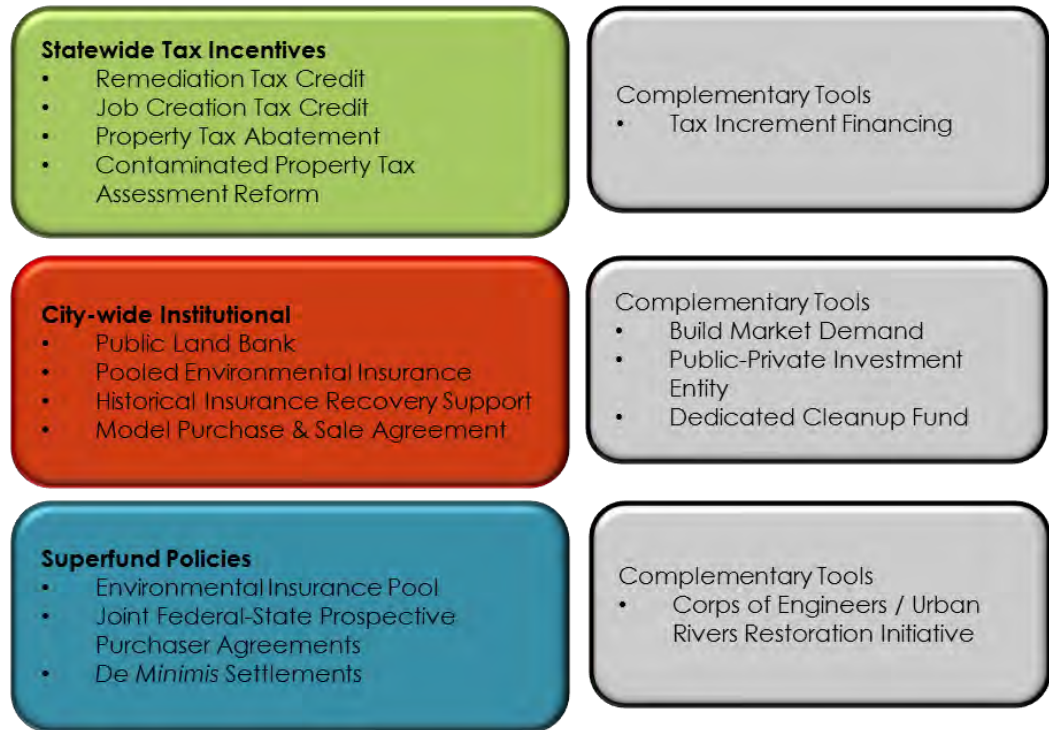 Statewide Tax Incentives
• Remediation Tax Credit
• Job Creation Tax Credit
• Property Tax Abatement
• Contaminated Property Tax
Assessment Reform
Complementary Tools
• Tax Increment Financing
City-wide Institutional
• Public Land Bank
• Pooled Environmental Insurance
• Historical Insurance Recovery Support
• Model Purchase & Sale Agreement
Complementary Tools
• Build Market Demand
• Public-Private Investment
Entity
• Dedicated Cleanup Fund
Superfund Policies
• Environmental Insurance Pool
• Joint Federal-State Prospective
Purchaser Agreements
• De Minimis Settlements
Complementary Tools
• Corps of Engineers / Urban
Rivers Restoration Initiative